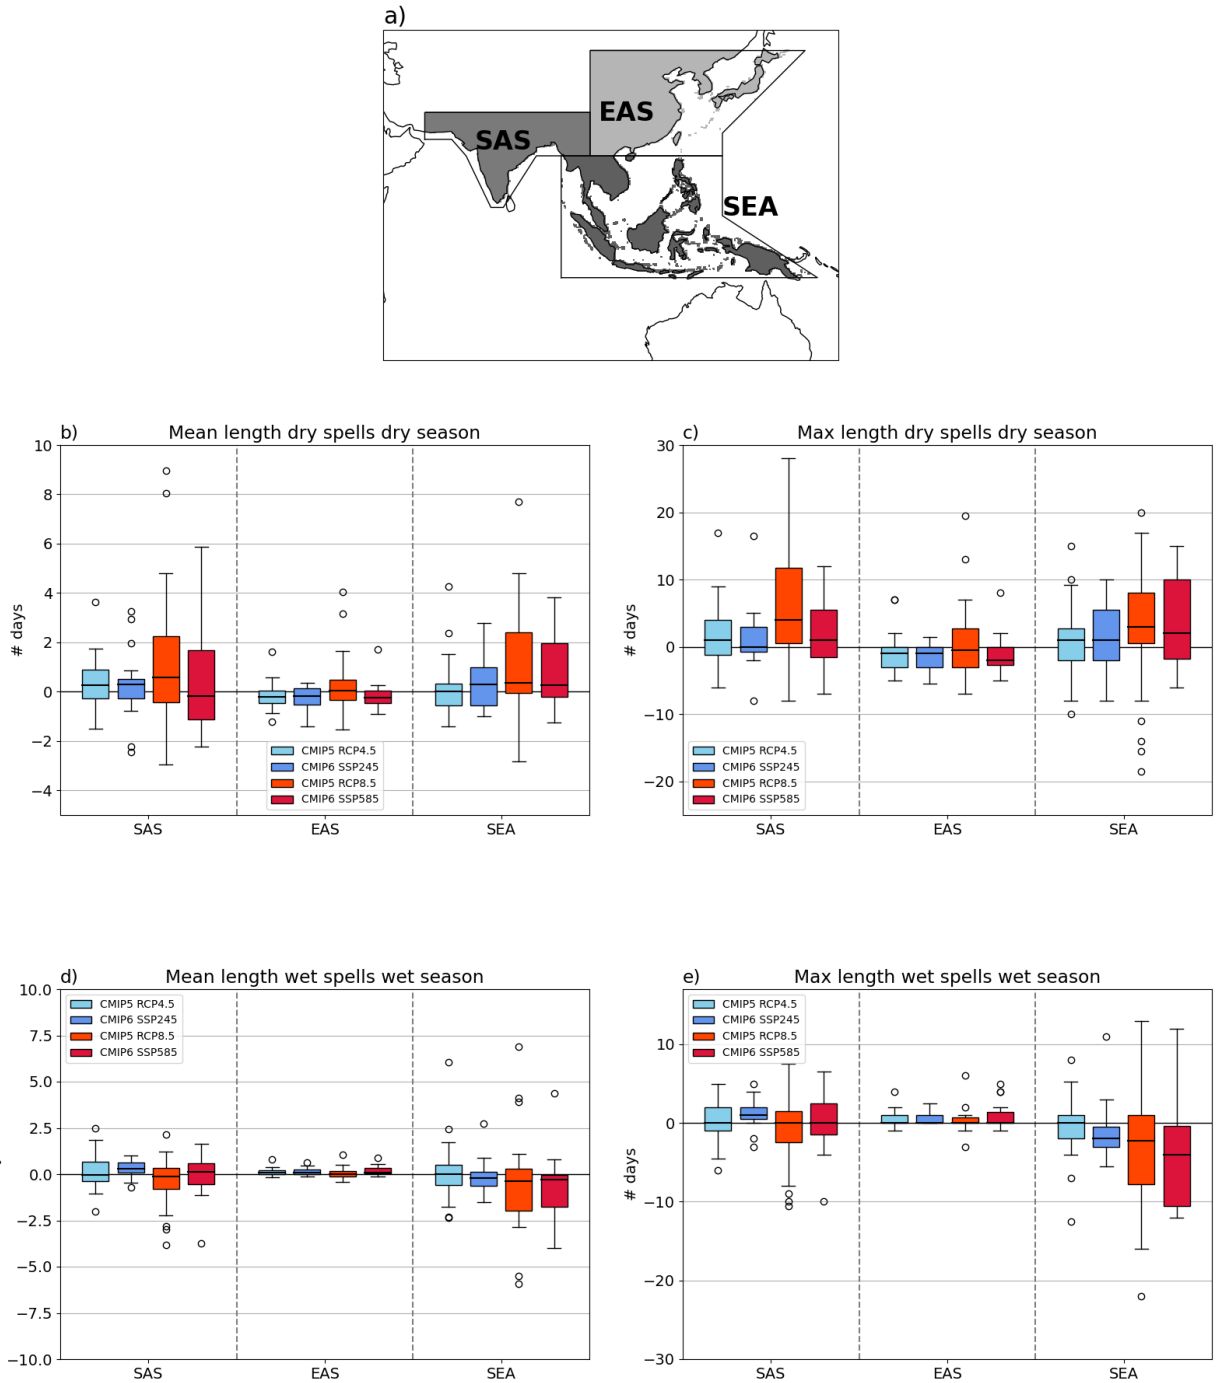 a)
EAS
SAS
SEA
b)
Mean length dry spells dry season
10
8
6
4
2
0
−2
−4
# days
CMIP5 RCP4.5
CMIP6 SSP245
CMIP5 RCP8.5
CMIP6 SSP585
SAS
EAS
SEA
c)
Max length dry spells dry season
30
20
10
0
−10
−20
# days
CMIP5 RCP4.5
CMIP6 SSP245
CMIP5 RCP8.5
CMIP6 SSP585
SAS
EAS
SEA
d)
Mean length wet spells wet season
10.0
7.5
5.0
2.5
0.0
−2.5
−5.0
−7.5
−10.0
CMIP5 RCP4.5
CMIP6 SSP245
CMIP5 RCP8.5
CMIP6 SSP585
SAS
EAS
SEA
e)
Max length wet spells wet season
10
0
−10
−20
−30
# days
CMIP5 RCP4.5
CMIP6 SSP245
CMIP5 RCP8.5
CMIP6 SSP585
SAS
EAS
SEA